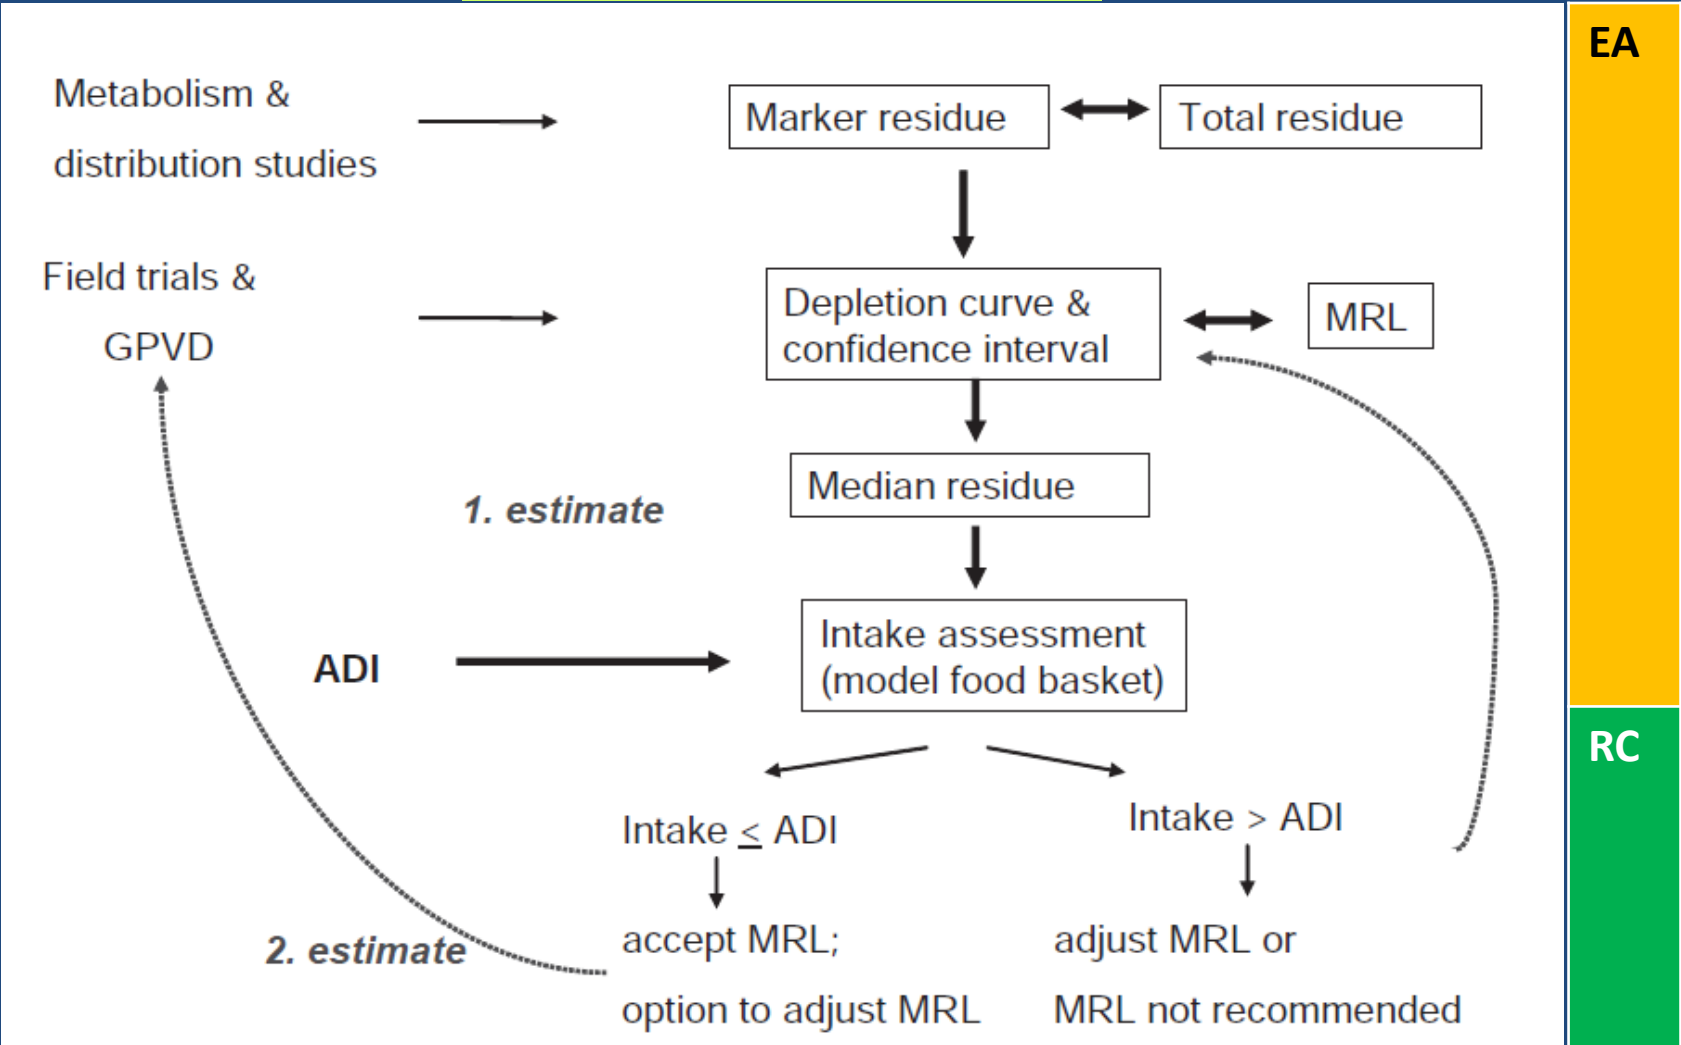 EA
Metabolism &
distribution studies
Marker residue
Total residue
Field trials &
GPVD
Depletion curve &
confidence interval
MRL
1. estimate
Median residue
ADI
Intake assessment
(model food basket)
RC
Intake ≤ ADI
Intake > ADI
2. estimate
accept MRL;
option to adjust MRL
adjust MRL or
MRL not recommended